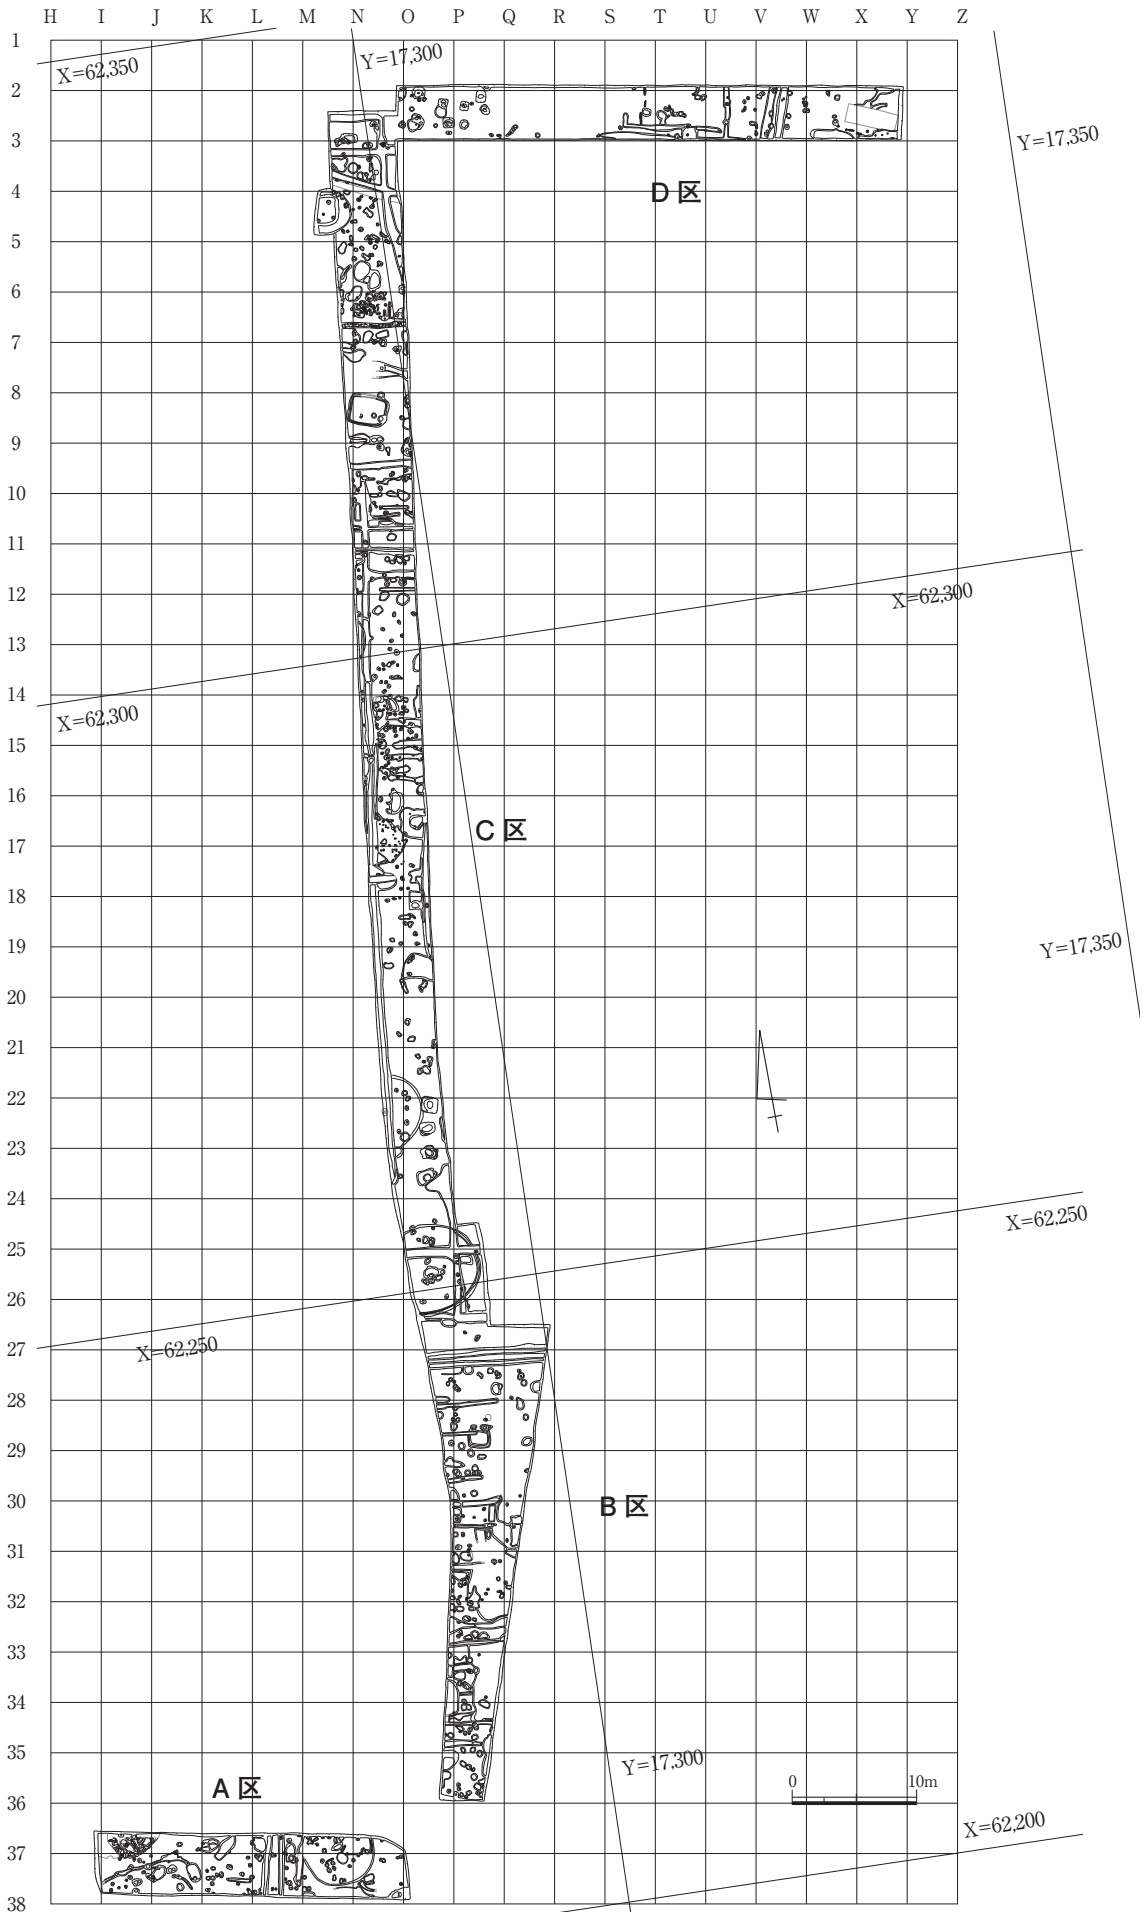 H I J K L M N O P Q R S T U V W X Y Z
1
2
3
4
5
6
7
8
9
10
11
12
13
14
15
16
17
18
19
20
21
22
23
24
25
26
27
28
29
30
31
32
33
34
35
36
37
38
X=62,350
Y=17,300
Y=17,350
D 区
X=62,300
X=62,300
C 区
Y=17,350
X=62,250
X=62,250
B 区
Y=17,300
A 区
0 10m
X=62,200